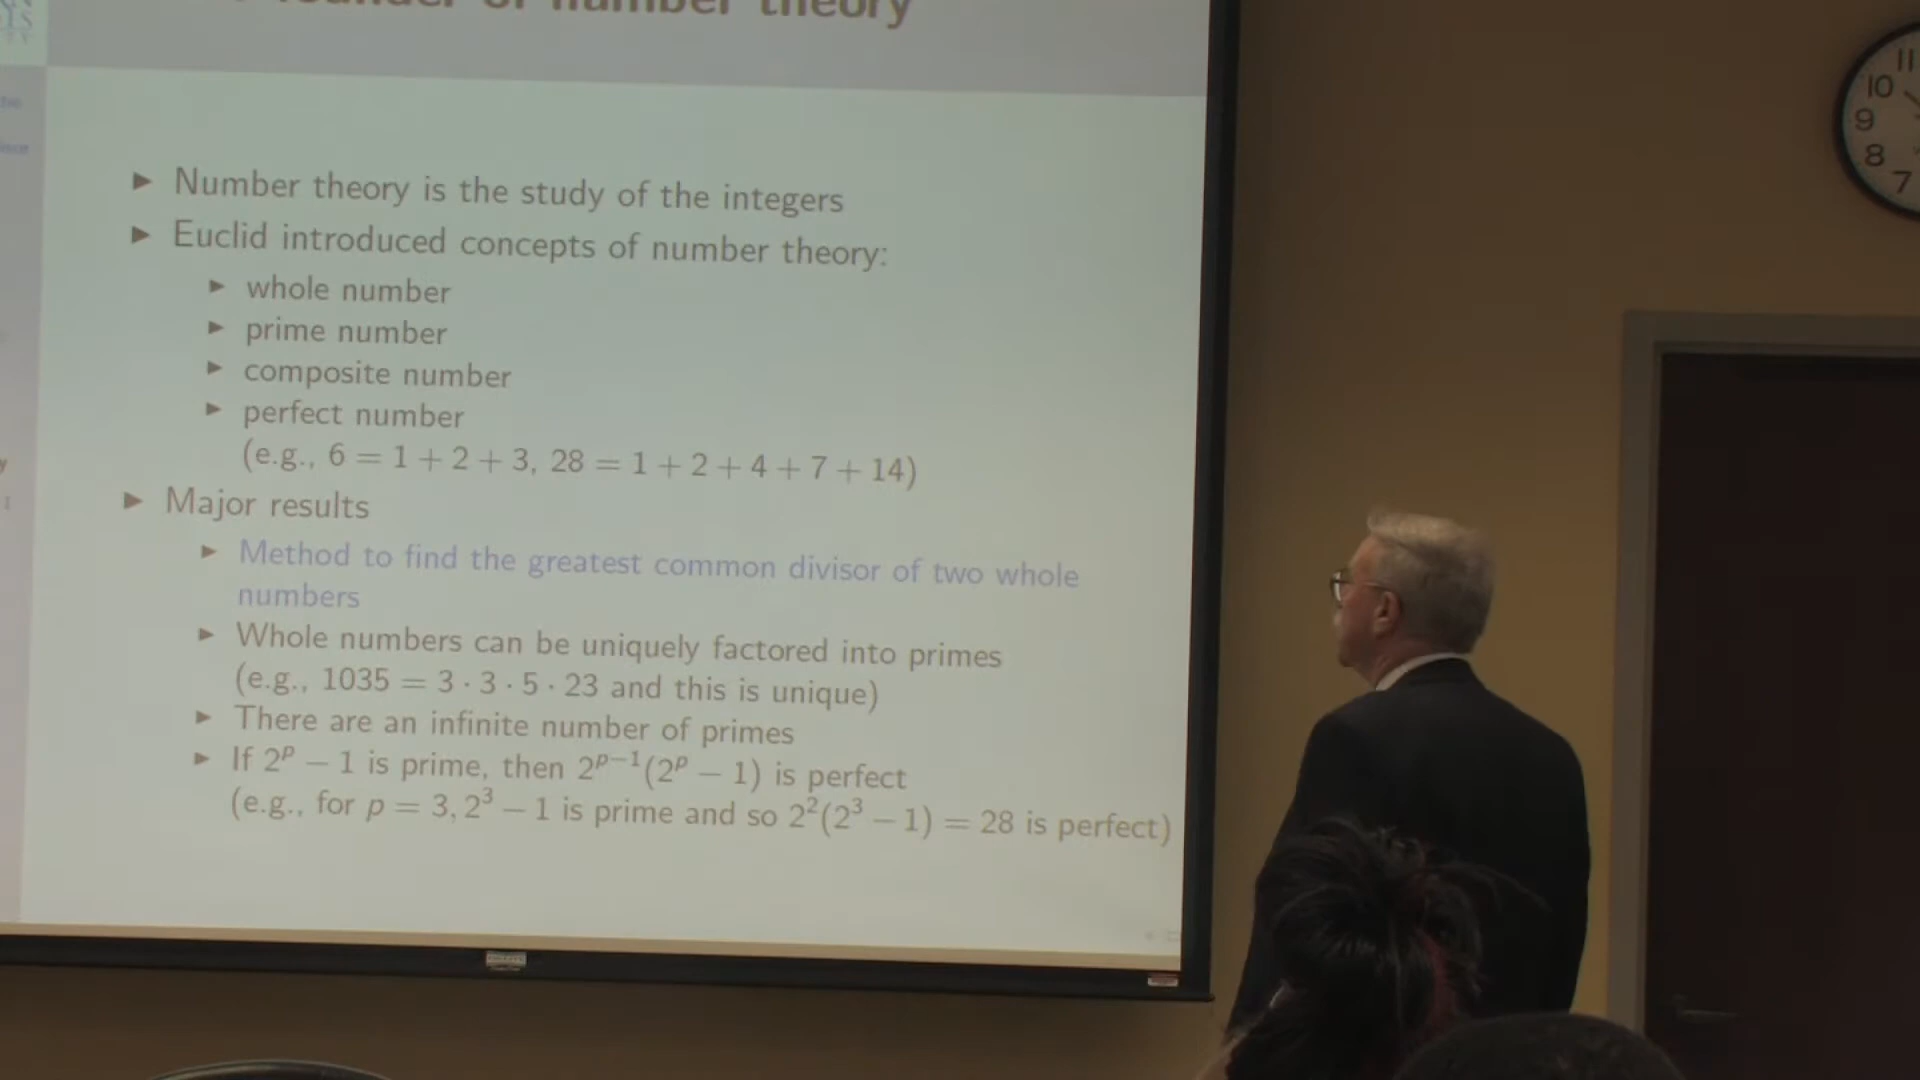 founder of number theory
Number theory is the study of the integers
Euclid introduced concepts of number theory:
whole number
prime number
composite number
perfect number
(e.g., 6 = 1 + 2 + 3, 28 = 1 + 2 + 4 + 7 + 14)
Major results
Method to find the greatest common divisor of two whole
numbers
Whole numbers can be uniquely factored into primes
(e.g., 1035 = 3 · 3 · 5 · 23 and this is unique)
There are an infinite number of primes
If 2^p − 1 is prime, then 2^{p−1}(2^p − 1) is perfect
(e.g., for p = 3, 2^3 − 1 is prime and so 2^2(2^3 − 1) = 28 is perfect)
11
10
9
8
7